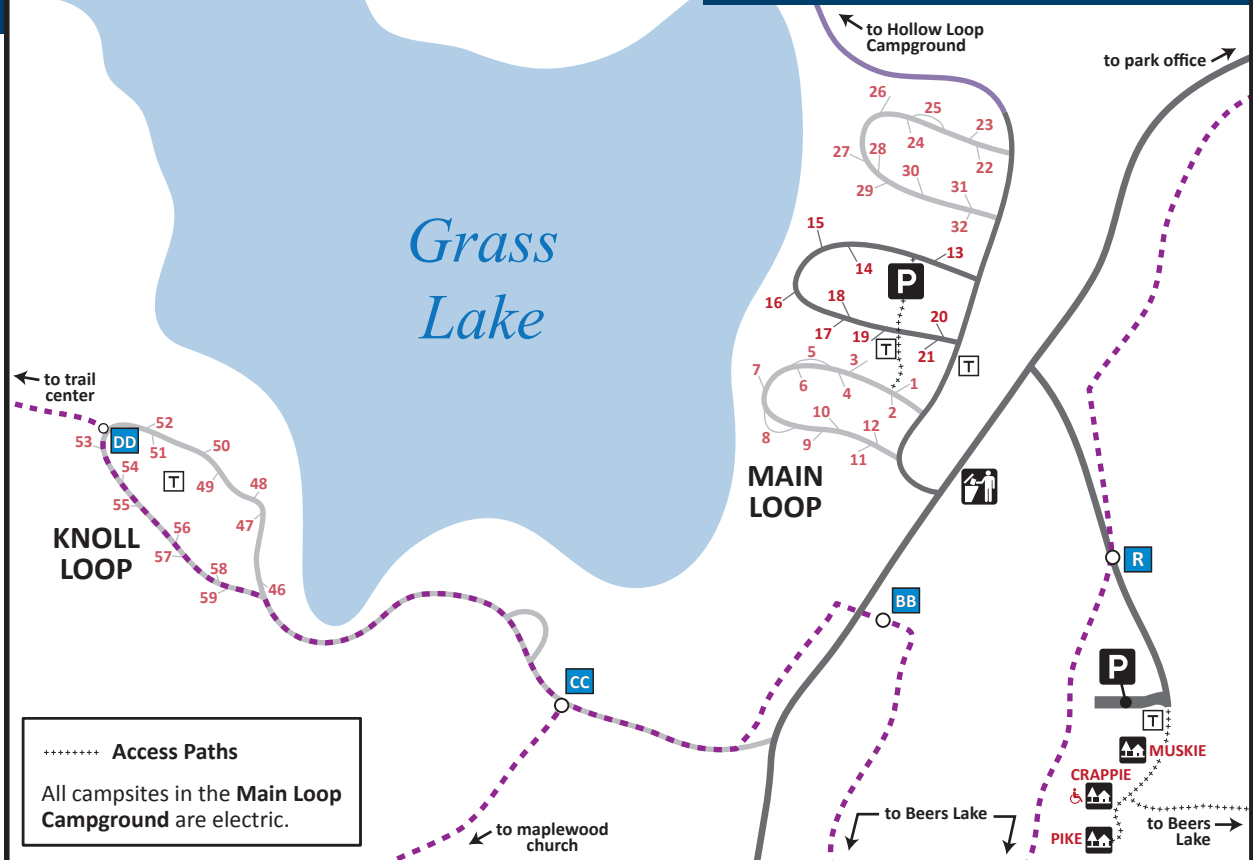 to Hollow Loop
Campground
to park office
26
25
23
24
22
27
28
30
31
29
32
15
13
14
P
16
18
20
17
19
21
T
T
5
3
7
6
4
1
2
10
12
8
9
11
MAIN
LOOP
Grass
Lake
to trail
center
52
53
DD
51
50
54
T
49
48
55
47
56
57
58
59
46
KNOLL
LOOP
R
BB
CC
P
T
MUSKIE
CRAPPIE
PIKE
to Beers
Lake
to Beers Lake
to maplewood
church
Access Paths
All campsites in the Main Loop
Campground are electric.